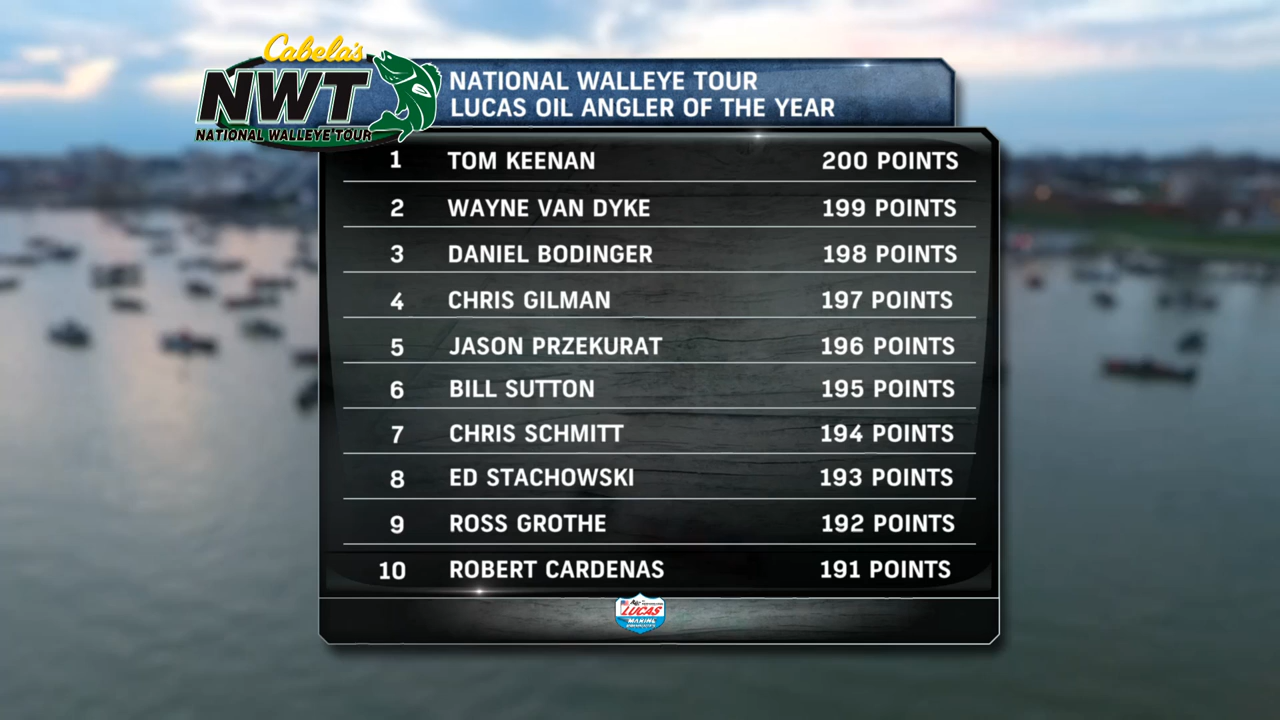 Cabela's
NWT
NATIONAL WALLEYE TOUR
NATIONAL WALLEYE TOUR
LUCAS OIL ANGLER OF THE YEAR
1 TOM KEENAN 200 POINTS
2 WAYNE VAN DYKE 199 POINTS
3 DANIEL BODINGER 198 POINTS
4 CHRIS GILMAN 197 POINTS
5 JASON PRZEKURAT 196 POINTS
6 BILL SUTTON 195 POINTS
7 CHRIS SCHMITT 194 POINTS
8 ED STACHOWSKI 193 POINTS
9 ROSS GROTHE 192 POINTS
10 ROBERT CARDENAS 191 POINTS
LUCAS
MARINE